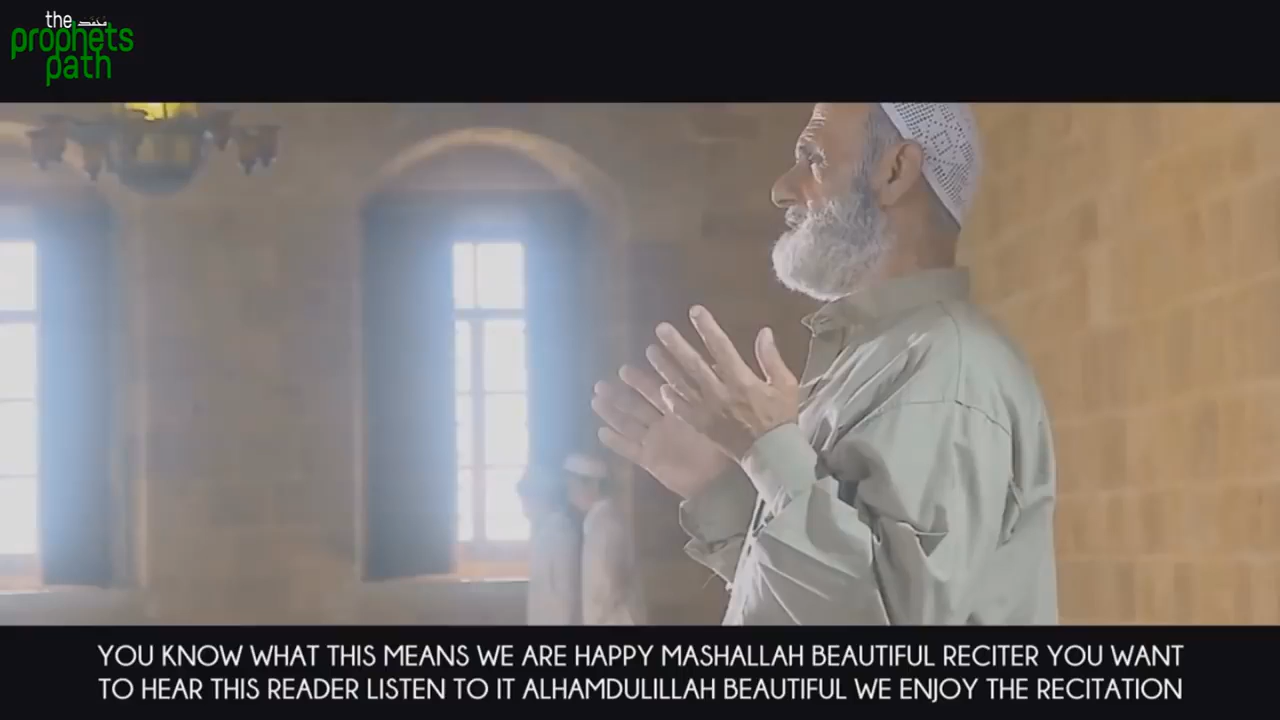 the محمد
prophets
path
YOU KNOW WHAT THIS MEANS WE ARE HAPPY MASHALLAH BEAUTIFUL RECITER YOU WANT
TO HEAR THIS READER LISTEN TO IT ALHAMDULILLAH BEAUTIFUL WE ENJOY THE RECITATION